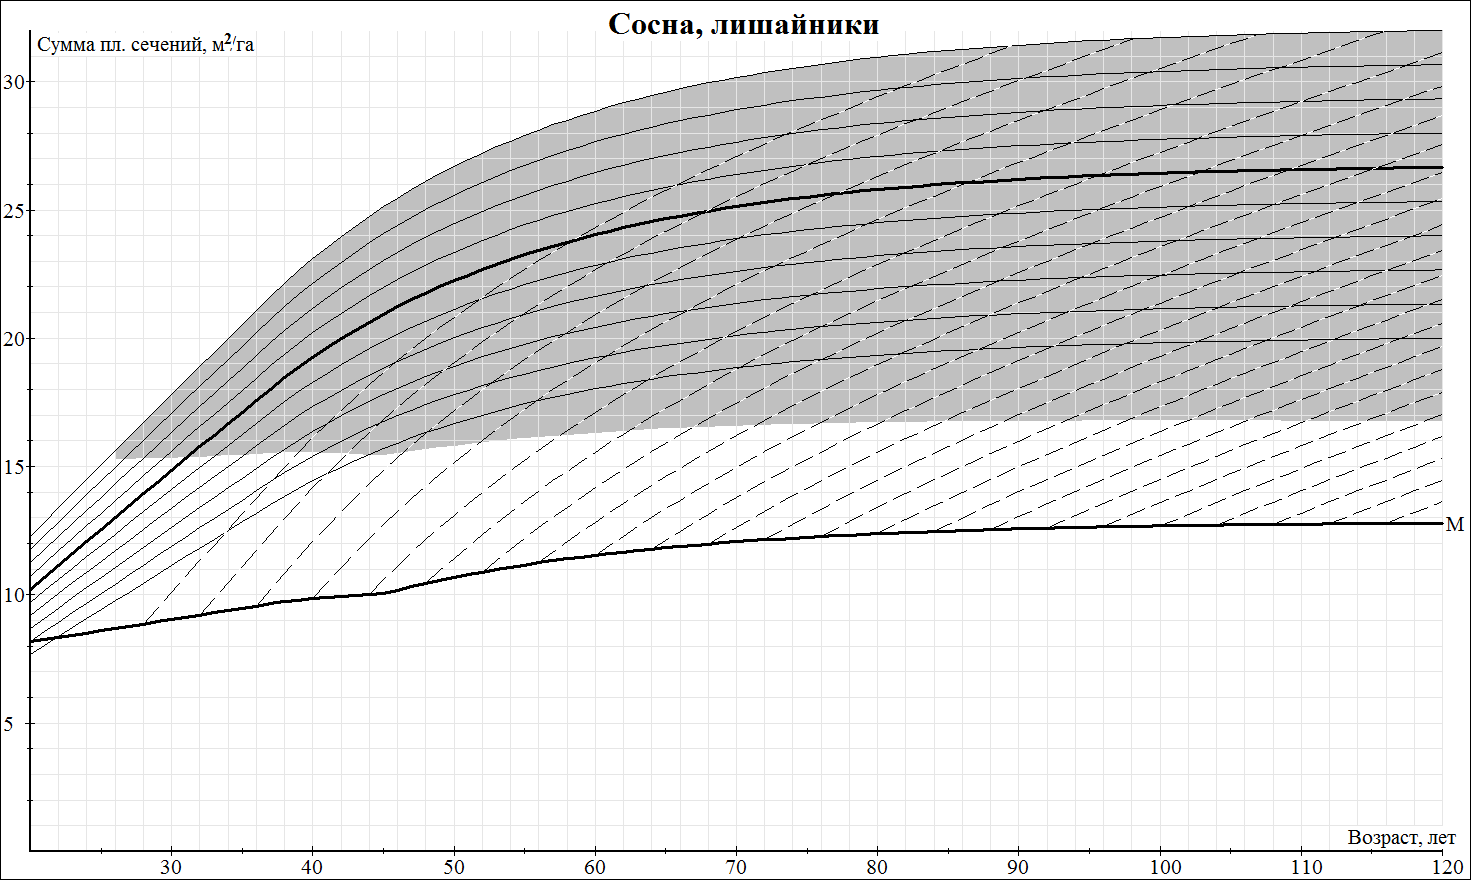 Сосна, лишайники
Сумма пл. сечений, м2/га
30
25
20
15
10
5
М
Возраст, лет
30 40 50 60 70 80 90 100 110 120